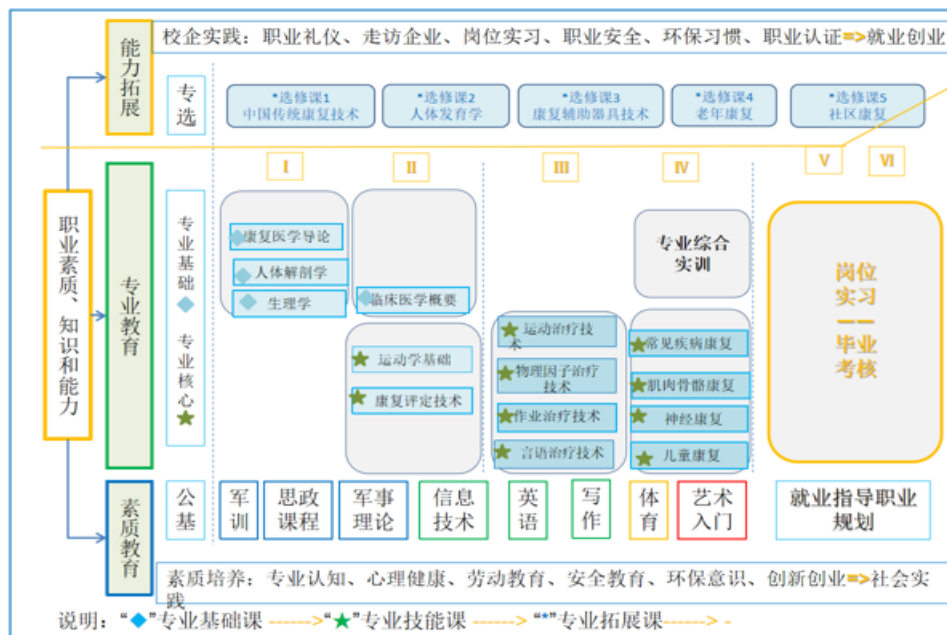 能力拓展
校企实践：职业礼仪、走访企业、岗位实习、职业安全、环保习惯、职业认证=>就业创业
专选
*选修课1
中国传统康复技术
*选修课2
人体发育学
*选修课3
康复辅助器具技术
*选修课4
老年康复
*选修课5
社区康复
I
II
III
IV
V
VI
职业素质、知识和能力
专业教育
专业基础◆
专业核心★
康复医学导论
人体解剖学
生理学
临床医学概要
运动学基础
康复评定技术
运动治疗技
术
物理因子治疗
技术
作业治疗技术
言语治疗技术
专业综合
实训
常见疾病康复
肌肉骨骼康复
神经康复
儿童康复
岗位
实习
——
毕业
考核
素质教育
公基
军训
思政
课程
军事
理论
信息
技术
英语
写作
体育
艺术
入门
就业指导职业
规划
素质培养：专业认知、心理健康、劳动教育、安全教育、环保意识、创新创业=>社会实
践
说明：“◆”专业基础课 ------>“★”专业技能课 ------> “*”专业拓展课------> -